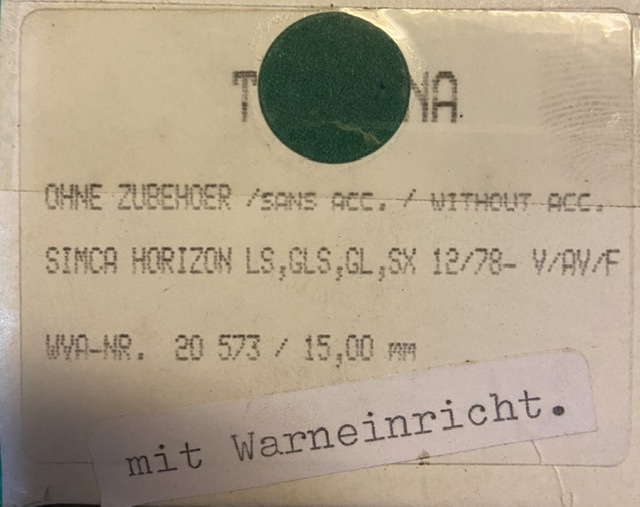 OHNE ZUBEHOER / SANS ACC. / WITHOUT ACC.
SIMCA HORIZON LS,GLS,GL,SX 12/78- V/AV/F
WVA-NR. 20 573 / 15,00 mm
mit Warneinricht.